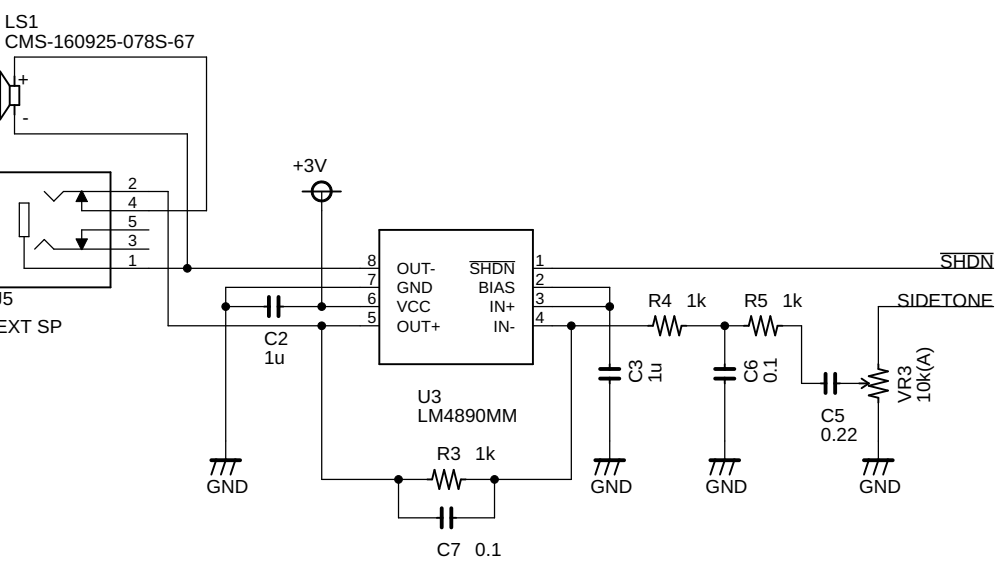 LS1
CMS-160925-078S-67
+
-
+3V
2
4
5
3
1
J5
EXT SP
8 OUT- SHDN 1
7 GND BIAS 2
6 VCC IN+ 3
5 OUT+ IN- 4
SHDN
SIDETONE
R4 1k R5 1k
C2
1u
C3
1u
C6
0.1
VR3
10k(A)
U3
LM4890MM
C5
0.22
R3 1k
GND
GND
GND
GND
C7 0.1